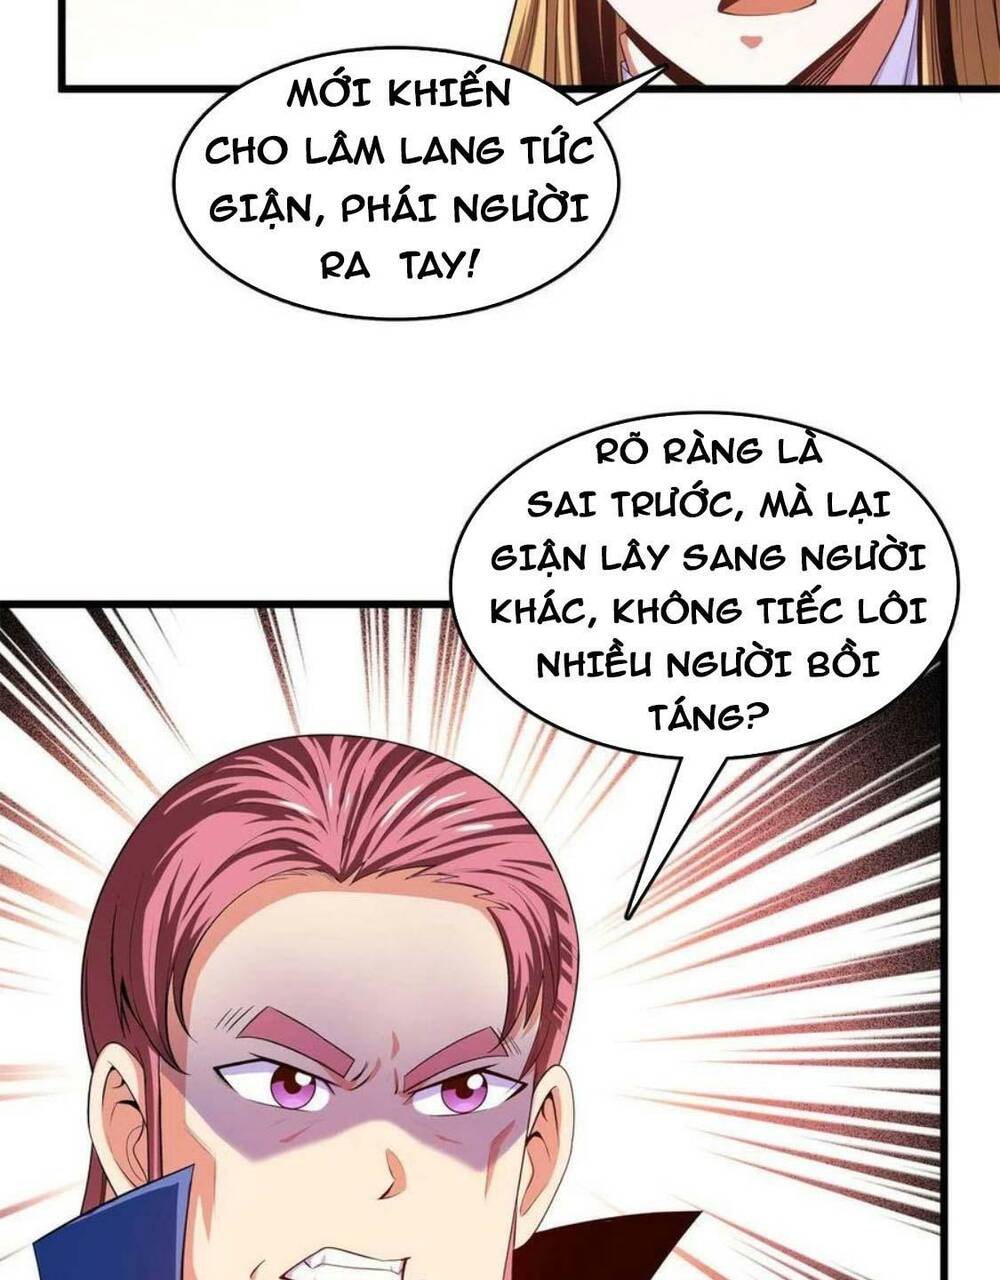 MỚI KHIẾN
CHO LÂM LANG TỨC
GIẬN, PHÁI NGƯỜI
RA TAY!
RÕ RÀNG LÀ
SAI TRƯỚC, MÀ LẠI
GIẬN LÂY SANG NGƯỜI
KHÁC, KHÔNG TIẾC LÔI
NHIỀU NGƯỜI BỒI
TÁNG?